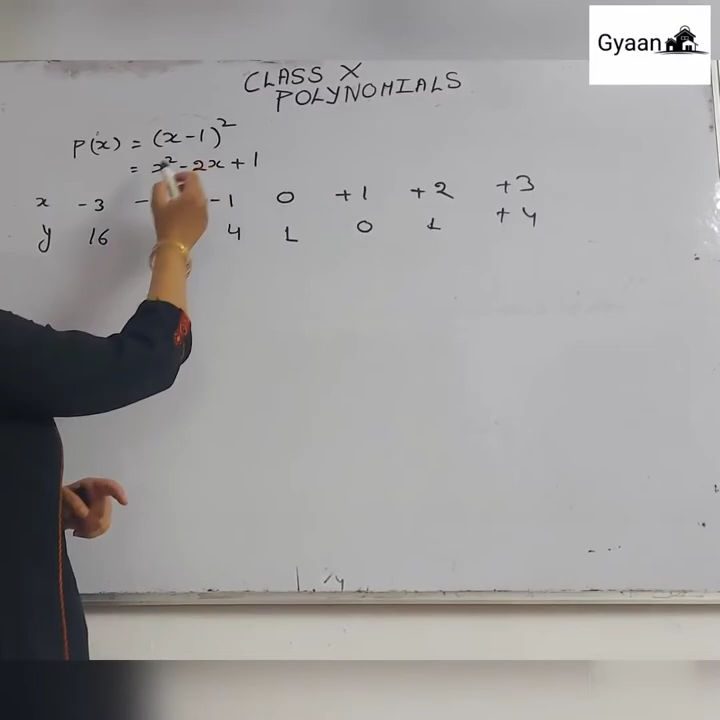 Gyaan
CLASS X
POLYNOMIALS
P(x) = (x-1)²
= x² - 2x + 1
x -3 - -1 0 +1 +2 +3
y 16 4 1 0 1 +4